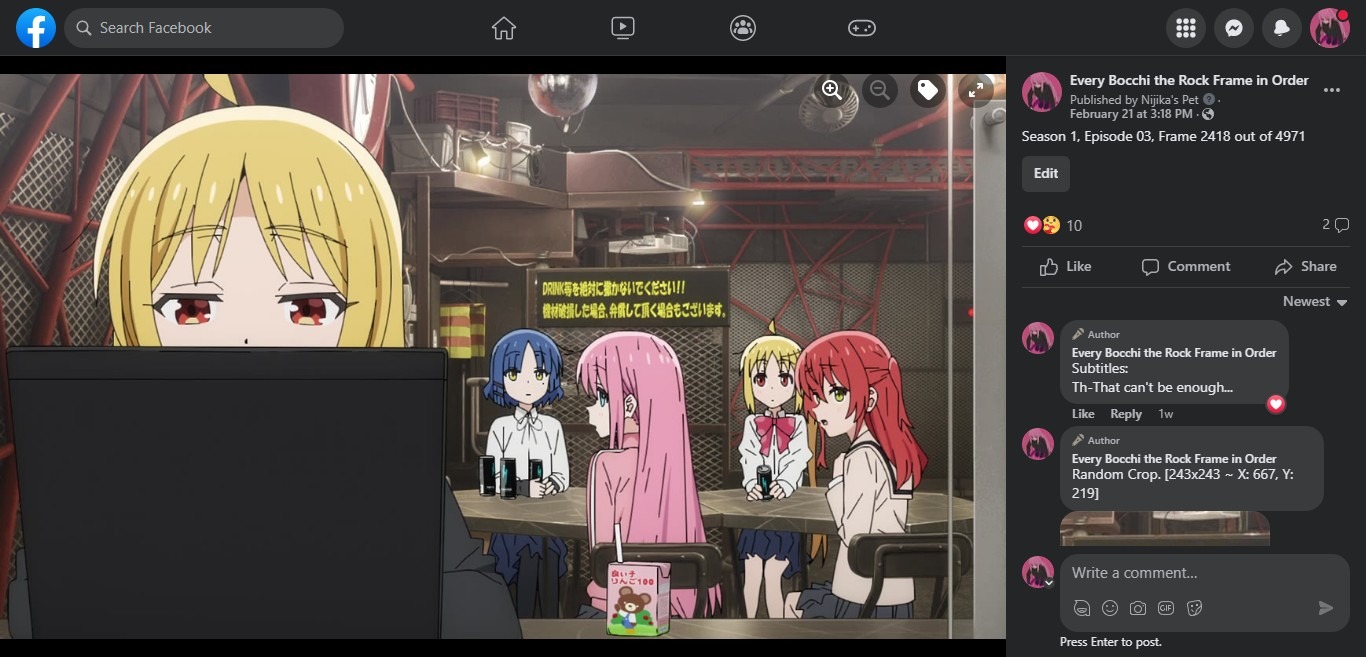 Search Facebook
DRINK等を絶対に撒かないでください!!
機材破損した場合、弁償して頂く場合もございます。
良い子
りんご100
Every Bocchi the Rock Frame in Order
Published by Nijika's Pet ·
February 21 at 3:18 PM ·
Season 1, Episode 03, Frame 2418 out of 4971
Edit
10
2
Like
Comment
Share
Newest
Author
Every Bocchi the Rock Frame in Order
Subtitles:
Th-That can't be enough...
Like Reply 1w
Author
Every Bocchi the Rock Frame in Order
Random Crop. [243x243 ~ X: 667, Y:
219]
Write a comment...
GIF
Press Enter to post.